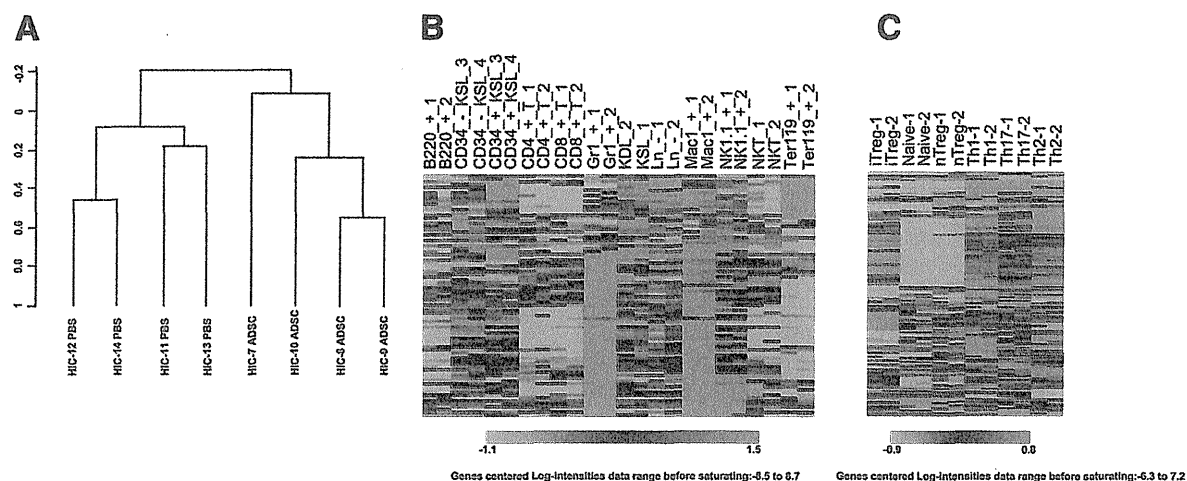 A
-0.2
0
0.2
0.4
0.6
0.8
1
HIC-12 PBS
HIC-14 PBS
HIC-11 PBS
HIC-13 PBS
HIC-7 ADSC
HIC-10 ADSC
HIC-8 ADSC
HIC-9 ADSC
B
B220_+_1
B220_+_2
CD34_-_KSL_3
CD34_-_KSL_4
CD34_+_KSL_3
CD34_+_KSL_4
CD4_+_T_1
CD4_+_T_2
CD8_+_T_1
CD8_+_T_2
Gr1_+_1
Gr1_+_2
KDL_2
KSL_1
Ln_-_1
Ln_-_2
Mac1_+_1
Mac1_+_2
NK1.1_+_1
NK1.1_+_2
NKT_1
NKT_2
Ter119_+_1
Ter119_+_2
-1.1
1.5
Genes centered Log-intensities data range before saturating:-8.5 to 8.7
C
iTreg-1
iTreg-2
Naive-1
Naive-2
nTreg-1
nTreg-2
Th1-1
Th1-2
Th17-1
Th17-2
Th2-1
Th2-2
-0.9
0.8
Genes centered Log-intensities data range before saturating:-6.3 to 7.2